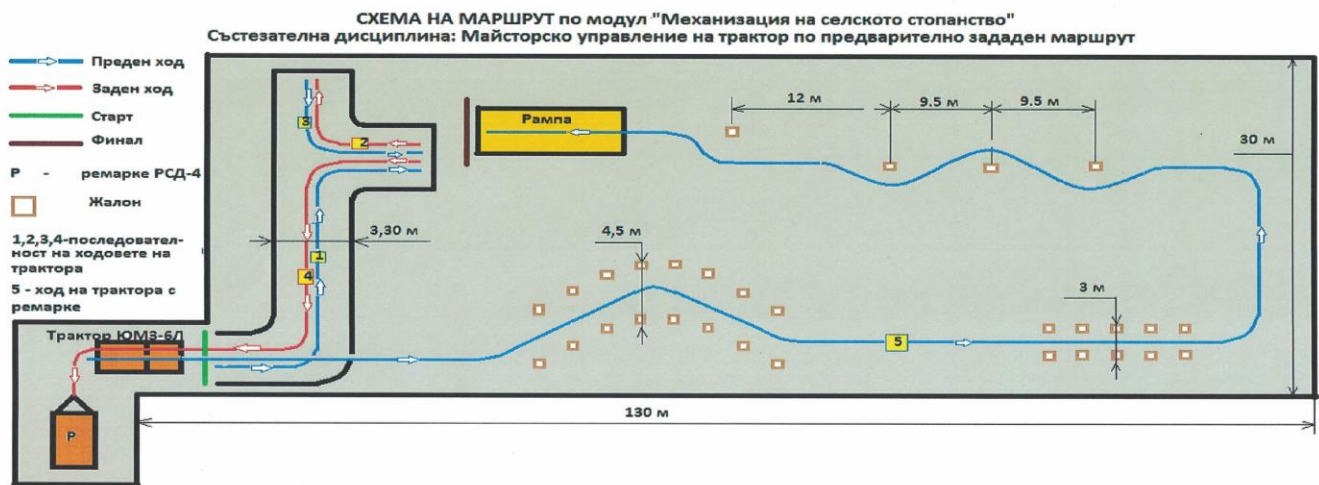 СХЕМА НА МАРШРУТ по модул "Механизация на селското стопанство"
Състезателна дисциплина: Майсторско управление на трактор по предварително зададен маршрут
Преден ход
Заден ход
Старт
Финал
Р - ремарке РСД-4
Жалон
1,2,3,4-последовател-
ност на ходовете на
трактора
5 - ход на трактора с
ремарке
3
2
Рампа
12 м
9.5 м
9.5 м
30 м
3,30 м
4,5 м
1
4
3 м
5
Трактор ЮМЗ-6Л
Р
130 м